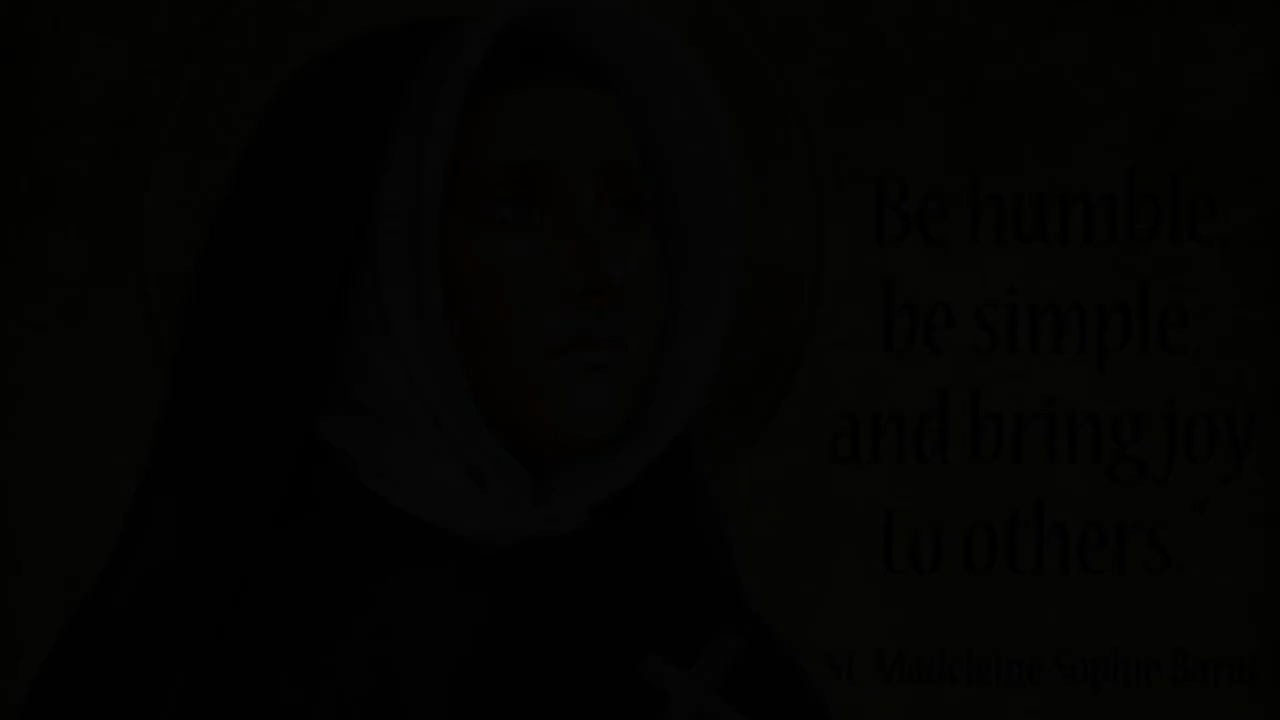 Be humble,
be simple,
and bring joy
to others.
St. Madeleine Sophie Barat